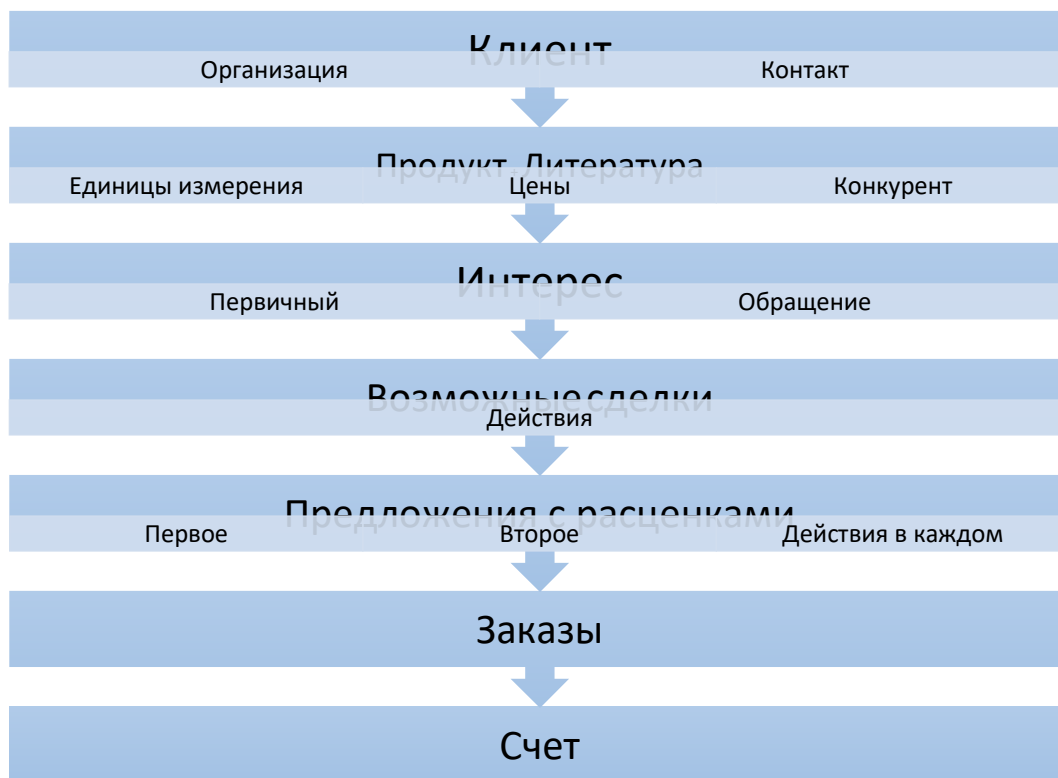 Клиент
Организация Контакт
Продукт. Литература
Единицы измерения Цены Конкурент
Интерес
Первичный Обращение
Возможные сделки
Действия
Предложения с расценками
Первое Второе Действия в каждом
Заказы
Счет